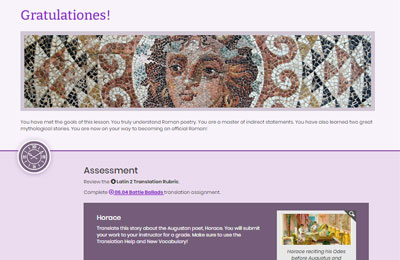 Gratulationes!
You have met the goals of this lesson. You truly understand Roman poetry. You are a master of indirect statements. You have also learned two great
mythological stories. You are now on your way to becoming an official Roman!
Assessment
Review the Latin 2 Translation Rubric.
Complete 06.04 Battle Ballads translation assignment.
Horace
Translate this story about the Augustan poet, Horace. You will submit
your work to your instructor for a grade. Make sure to use the
Translation Help and New Vocabulary!
Horace reciting his Odes
before Augustus and